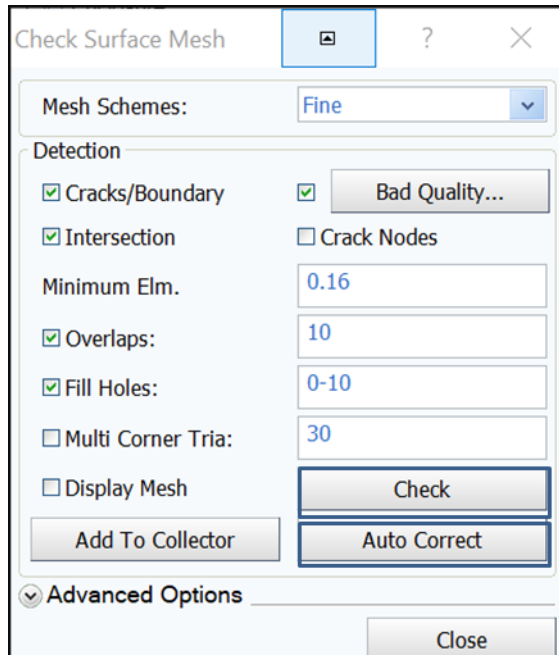 Check Surface Mesh ?
Mesh Schemes: Fine
Detection
Cracks/Boundary Bad Quality...
Intersection Crack Nodes
Minimum Elm. 0.16
Overlaps: 10
Fill Holes: 0-10
Multi Corner Tria: 30
Display Mesh Check
Add To Collector Auto Correct
Advanced Options
Close